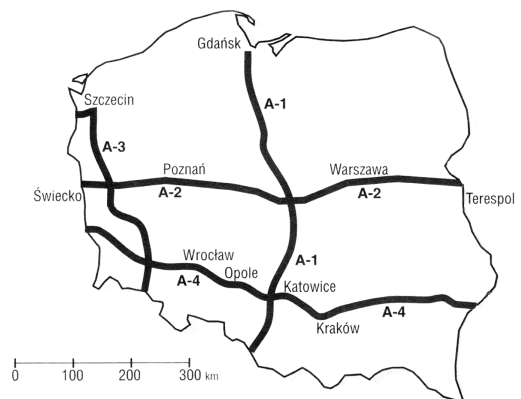 Gdańsk
Szczecin
A-1
A-3
Poznań
Warszawa
A-2
A-2
Świecko
Terespol
Wrocław
A-1
Opole
A-4
Katowice
Kraków
A-4
0 100 200 300 km